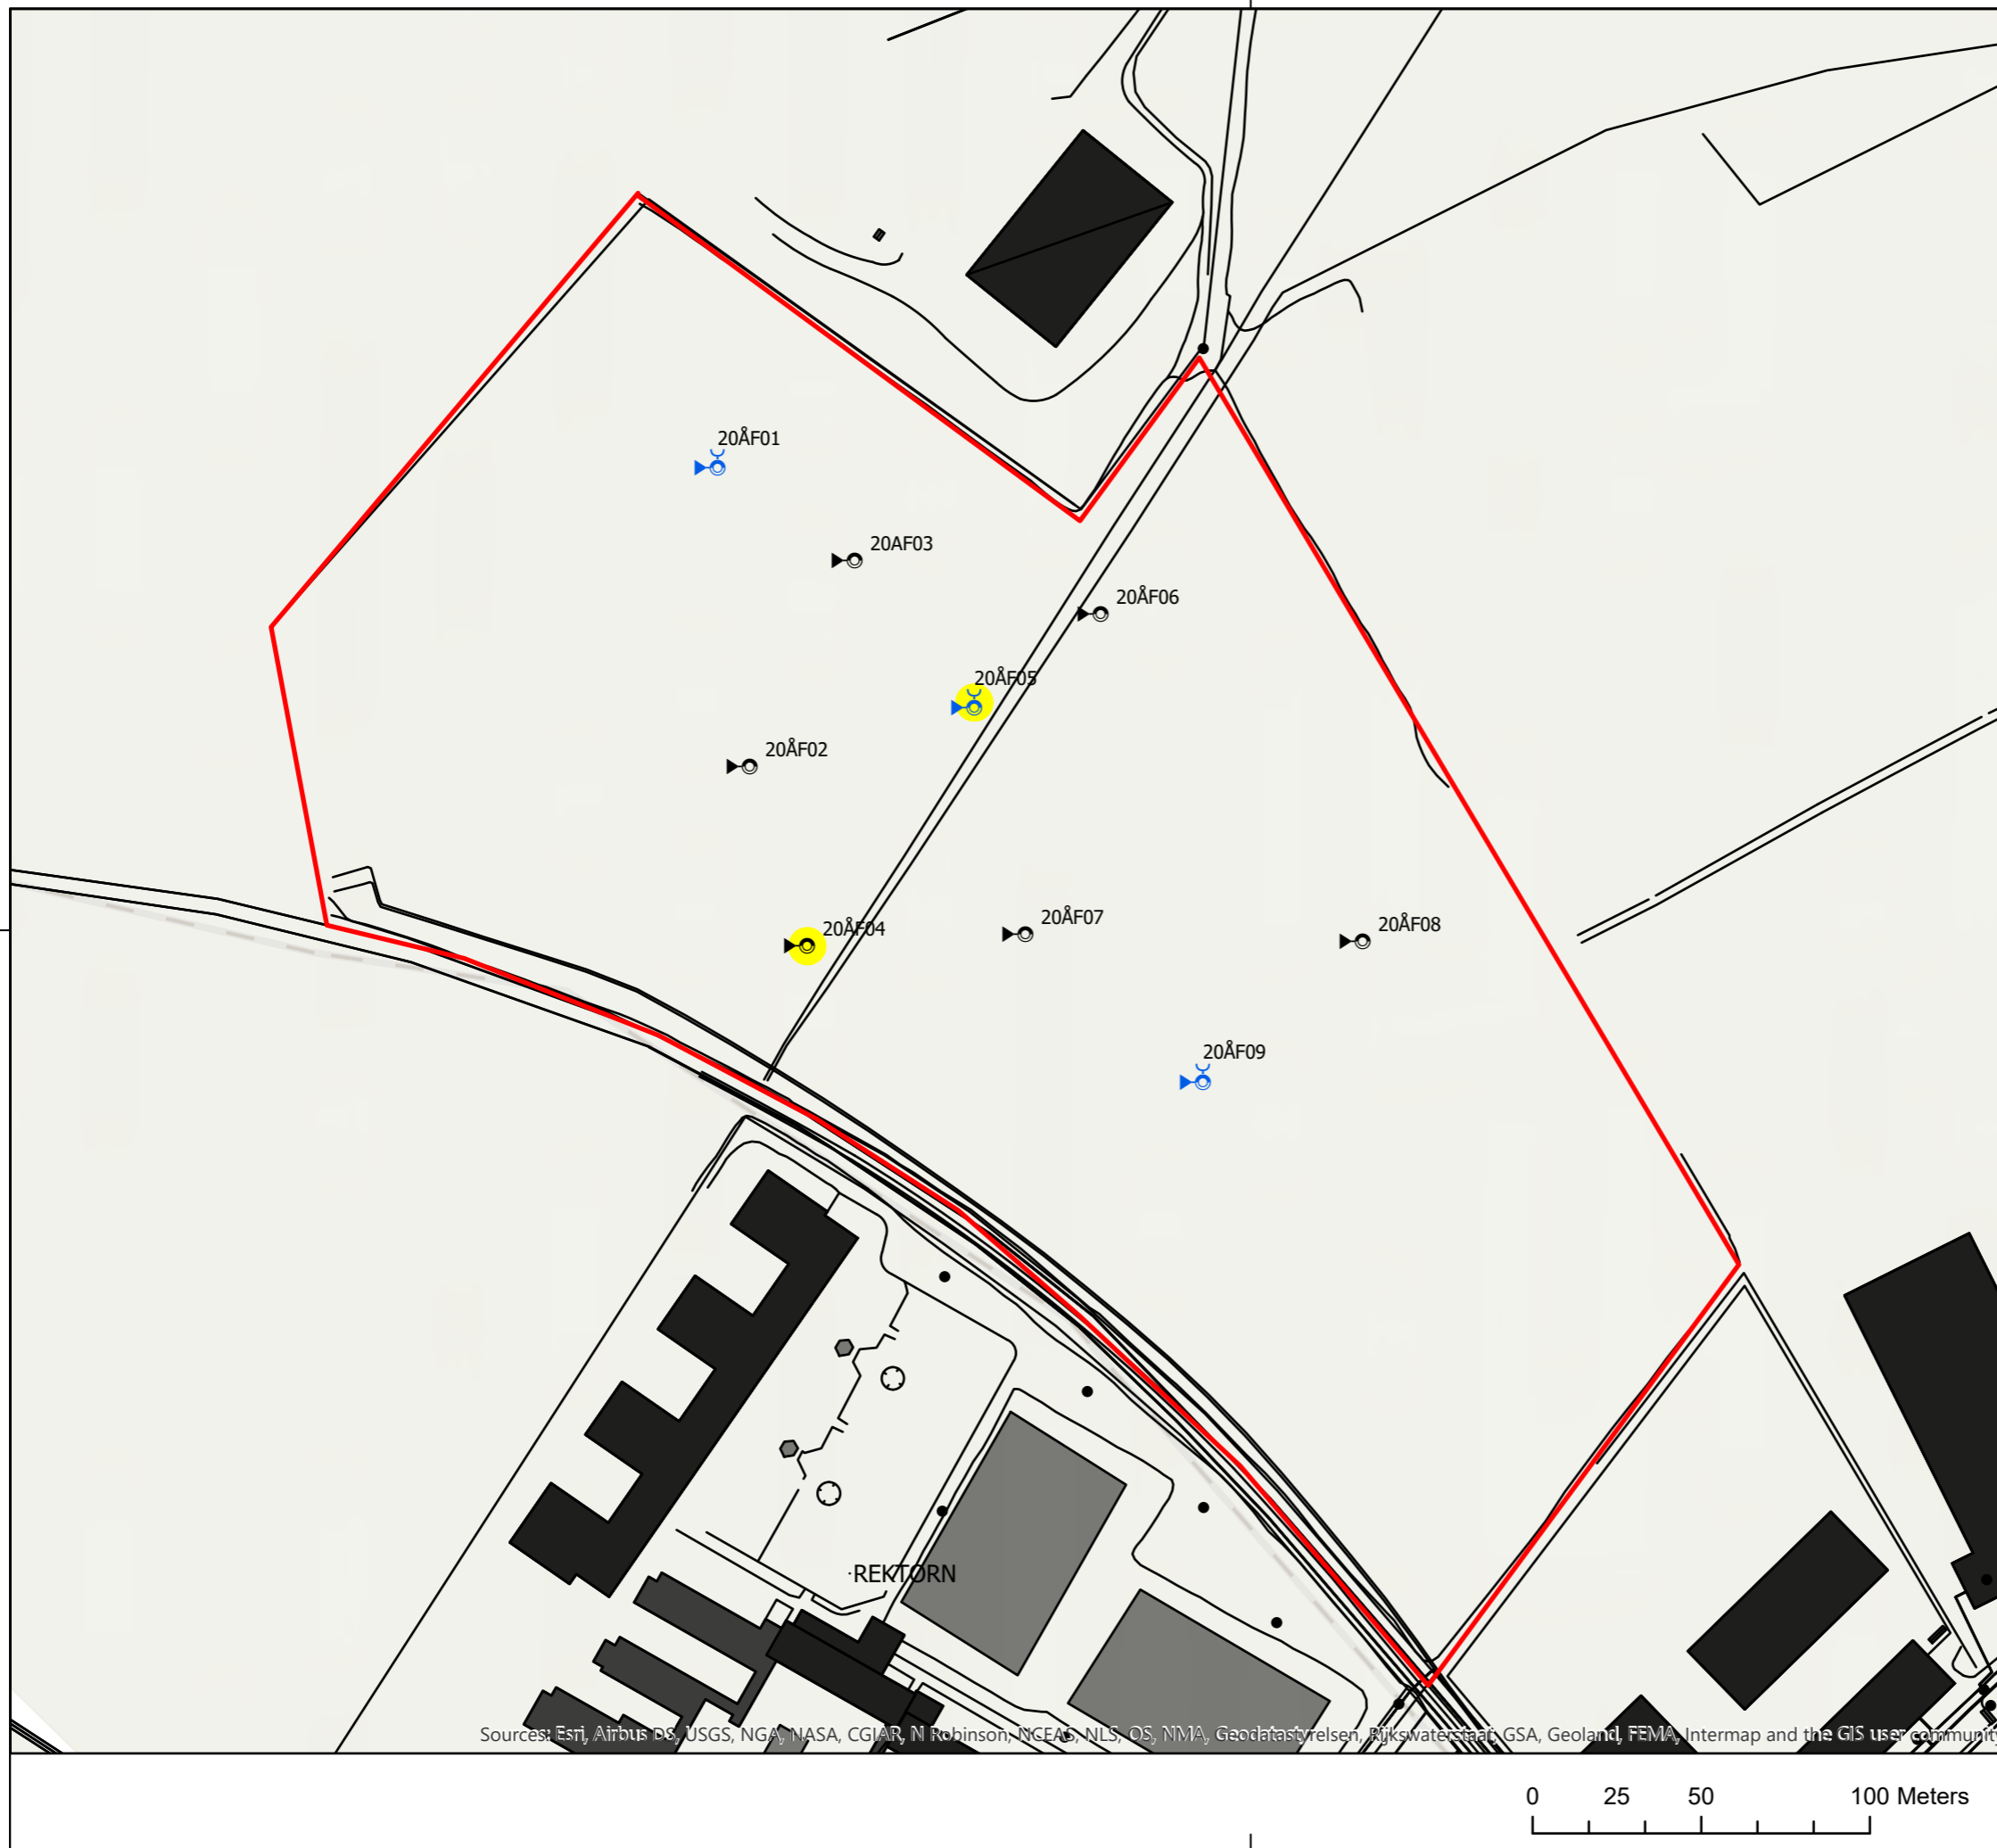 20ÅF01
20AF03
20ÅF06
20ÅF05
20ÅF02
20ÅF07
20ÅF08
20ÅF04
20ÅF09
·REKTORN
Sources: Esri, Airbus DS, USGS, NGA, NASA, CGIAR, N Robinson, NCEAS, NLS, OS, NMA, Geodatastyrelsen, Rijkswaterstaat, GSA, Geoland, FEMA, Intermap and the GIS user community
0 25 50 100 Meters